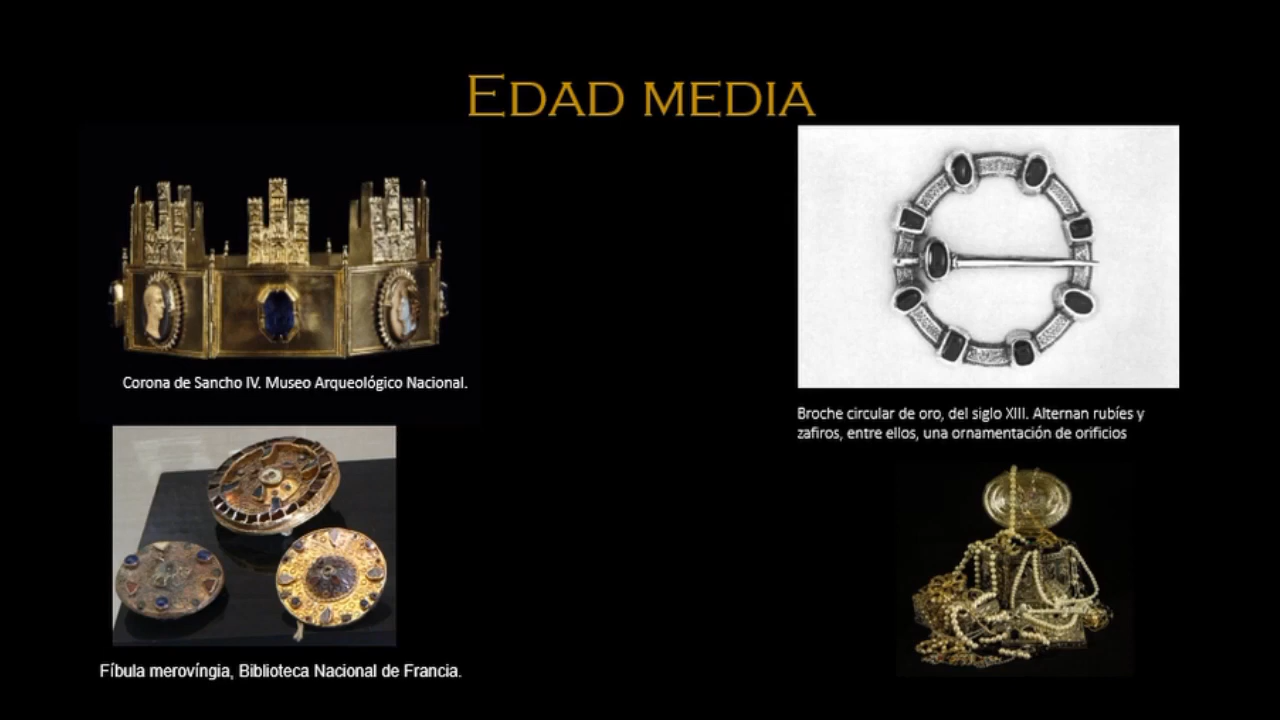 EDAD MEDIA
Corona de Sancho IV. Museo Arqueológico Nacional.
Broche circular de oro, del siglo XIII. Alternan rubíes y
zafiros, entre ellos, una ornamentación de orificios
Fíbula merovíngia, Biblioteca Nacional de Francia.